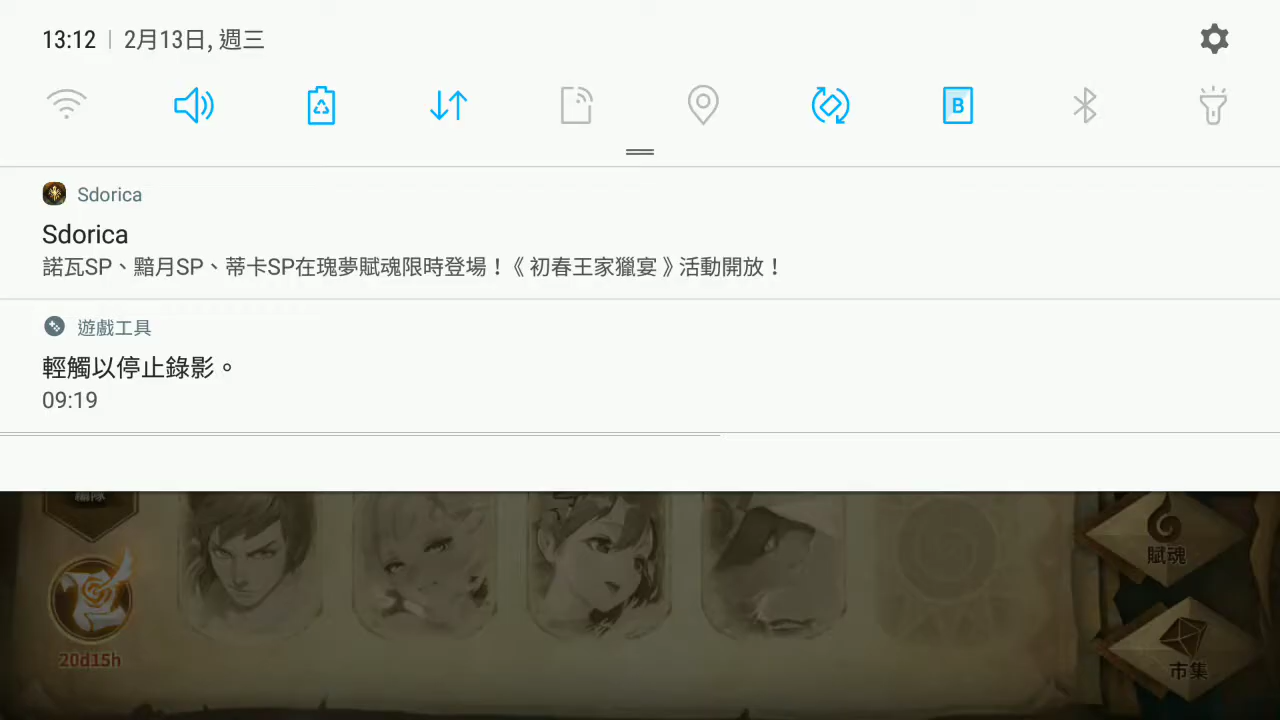 13:12 | 2月13日, 週三
B
Sdorica
Sdorica
諾瓦SP、黯月SP、蒂卡SP在瑰夢賦魂限時登場！《初春王家獵宴》活動開放！
遊戲工具
輕觸以停止錄影。
09:19
編隊
賦魂
20d15h
市集